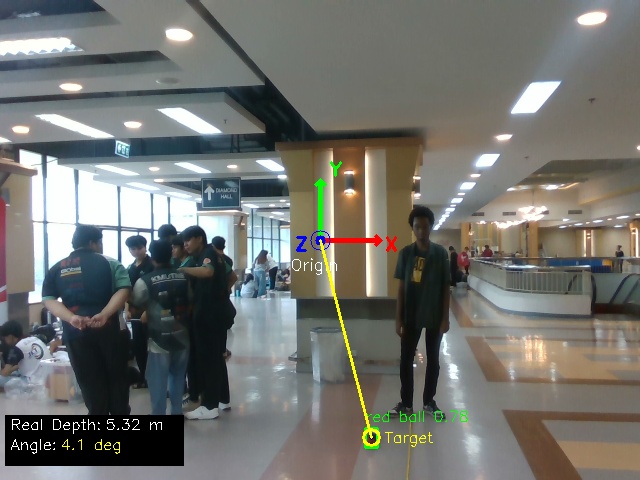 DIAMOND
HALL
Y
Z
X
Origin
red ball 0.78
Target
Real Depth: 5.32 m
Angle: 4.1 deg